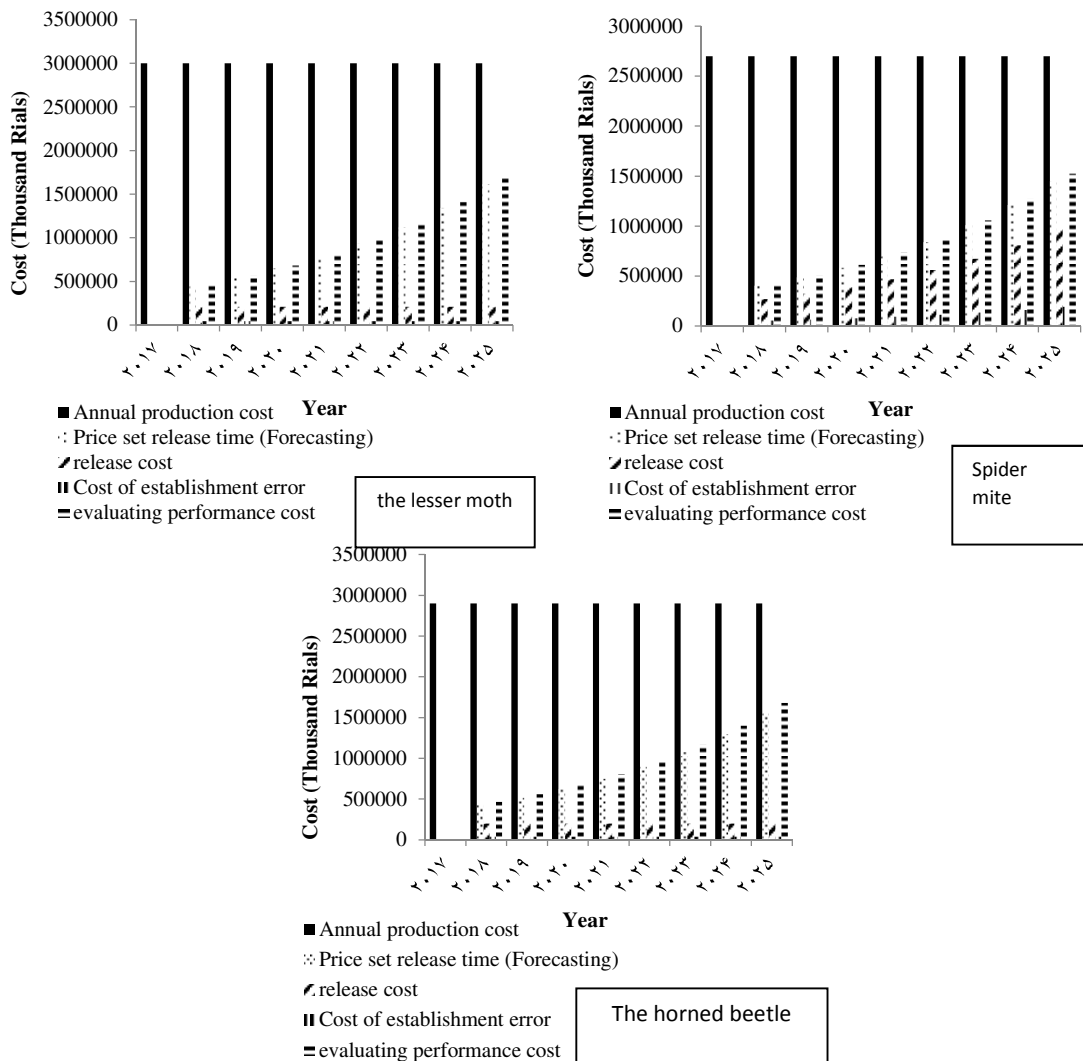 3500000
3000000
2500000
2000000
1500000
1000000
500000
0
Cost (Thousand Rials)
۲۰۱۷
۲۰۱۸
۲۰۱۹
۲۰۲۰
۲۰۲۱
۲۰۲۲
۲۰۲۳
۲۰۲۴
۲۰۲۵
Year
Annual production cost
Price set release time (Forecasting)
release cost
Cost of establishment error
evaluating performance cost
the lesser moth
3000000
2500000
2000000
1500000
1000000
500000
0
Cost (Thousand Rials)
۲۰۱۷
۲۰۱۸
۲۰۱۹
۲۰۲۰
۲۰۲۱
۲۰۲۲
۲۰۲۳
۲۰۲۴
۲۰۲۵
Year
Annual production cost
Price set release time (Forecasting)
release cost
Cost of establishment error
evaluating performance cost
Spider
mite
3500000
3000000
2500000
2000000
1500000
1000000
500000
0
Cost (Thousand Rials)
۲۰۱۷
۲۰۱۸
۲۰۱۹
۲۰۲۰
۲۰۲۱
۲۰۲۲
۲۰۲۳
۲۰۲۴
۲۰۲۵
Year
Annual production cost
Price set release time (Forecasting)
release cost
Cost of establishment error
evaluating performance cost
The horned beetle